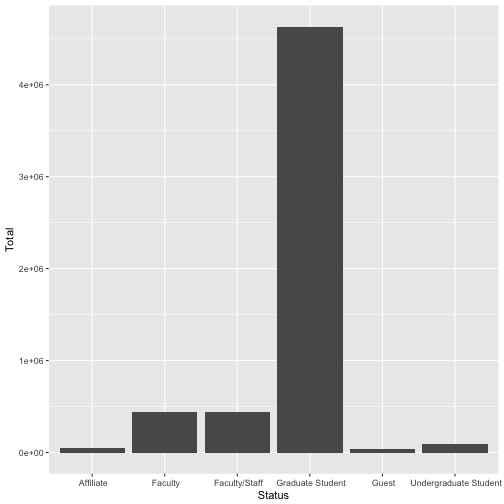 Total
4e+06
3e+06
2e+06
1e+06
0e+00
Affiliate Faculty Faculty/Staff Graduate Student Guest Undergraduate Student
Status